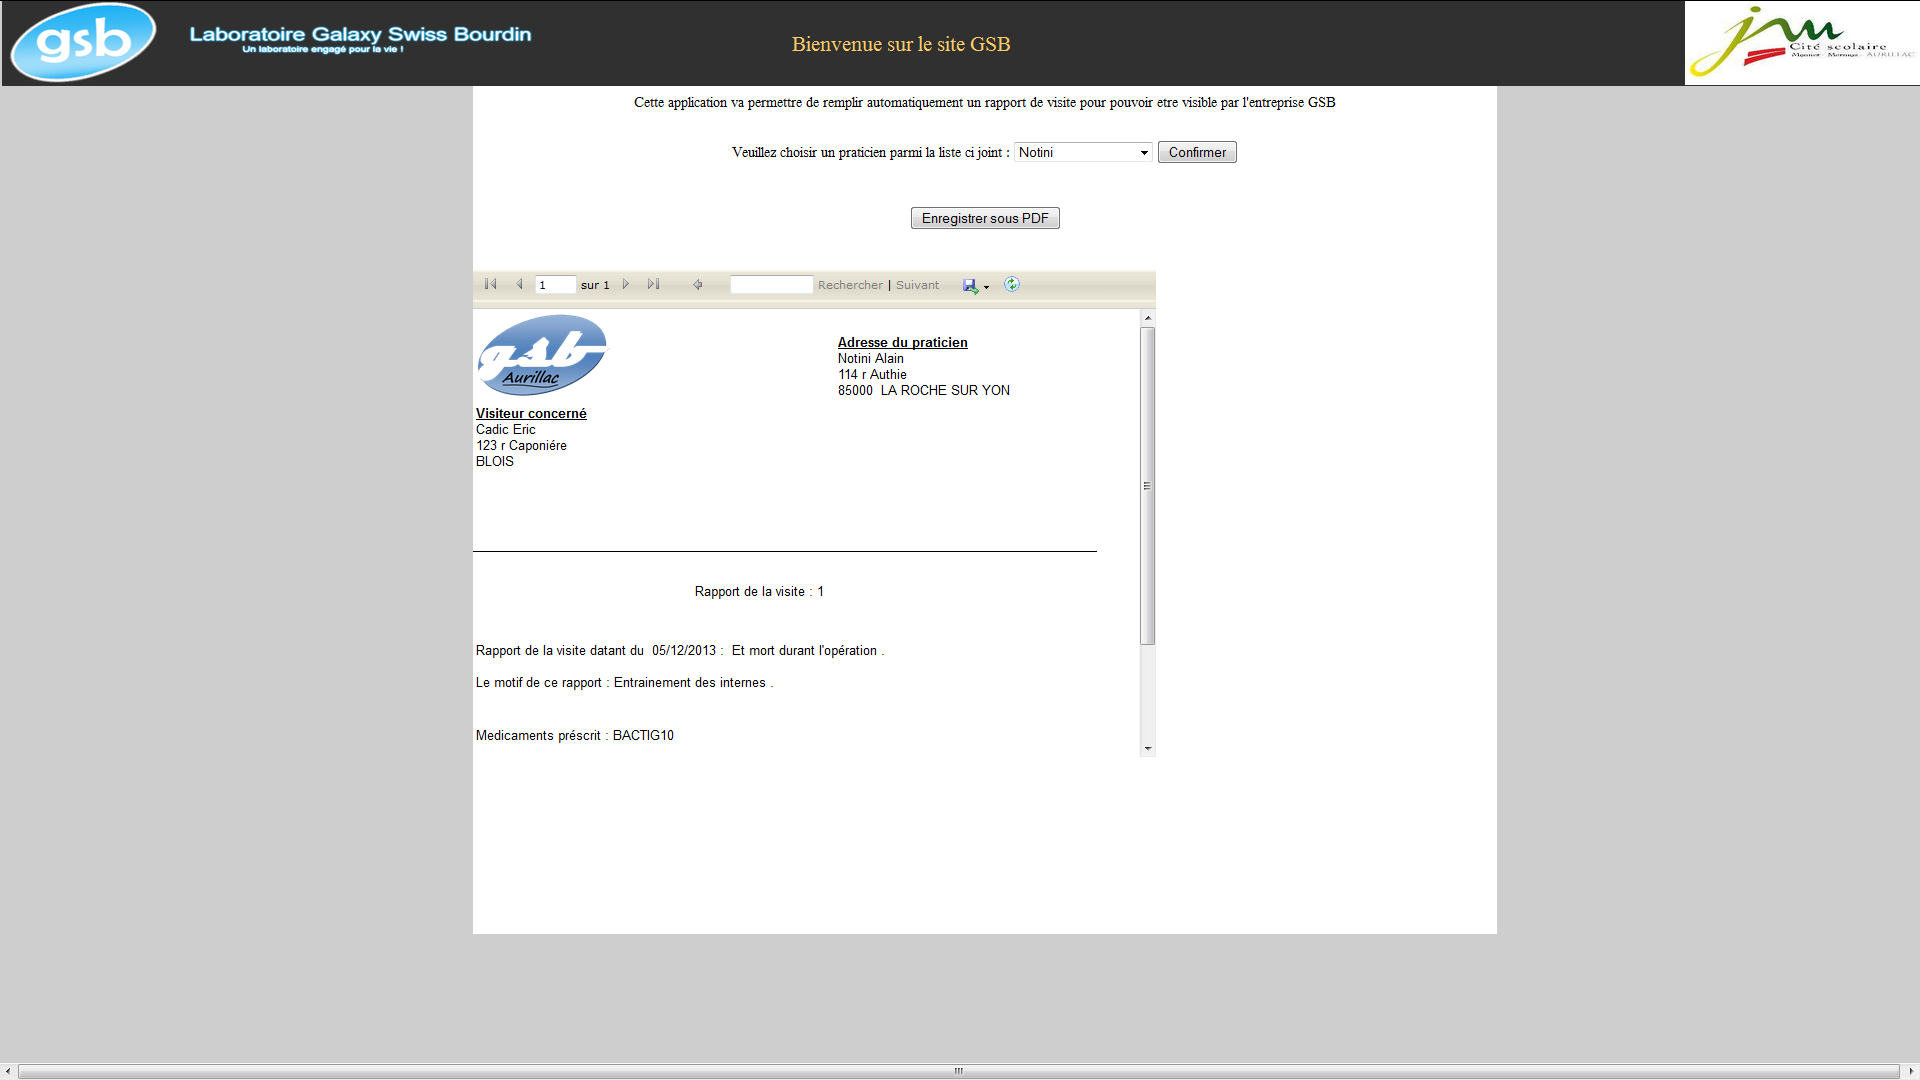 gsb
Laboratoire Galaxy Swiss Bourdin
Un laboratoire engagé pour la vie !
Bienvenue sur le site GSB
Cité scolaire
AURILLAC
Cette application va permettre de remplir automatiquement un rapport de visite pour pouvoir etre visible par l'entreprise GSB
Veuillez choisir un praticien parmi la liste ci joint : Notini Confirmer
Enregistrer sous PDF
1 sur 1 Rechercher | Suivant
gsb
Aurillac
Adresse du praticien
Notini Alain
114 r Authie
85000 LA ROCHE SUR YON
Visiteur concerné
Cadic Eric
123 r Caponiére
BLOIS
Rapport de la visite : 1
Rapport de la visite datant du 05/12/2013 : Et mort durant l'opération .
Le motif de ce rapport : Entrainement des internes .
Medicaments préscrit : BACTIG10